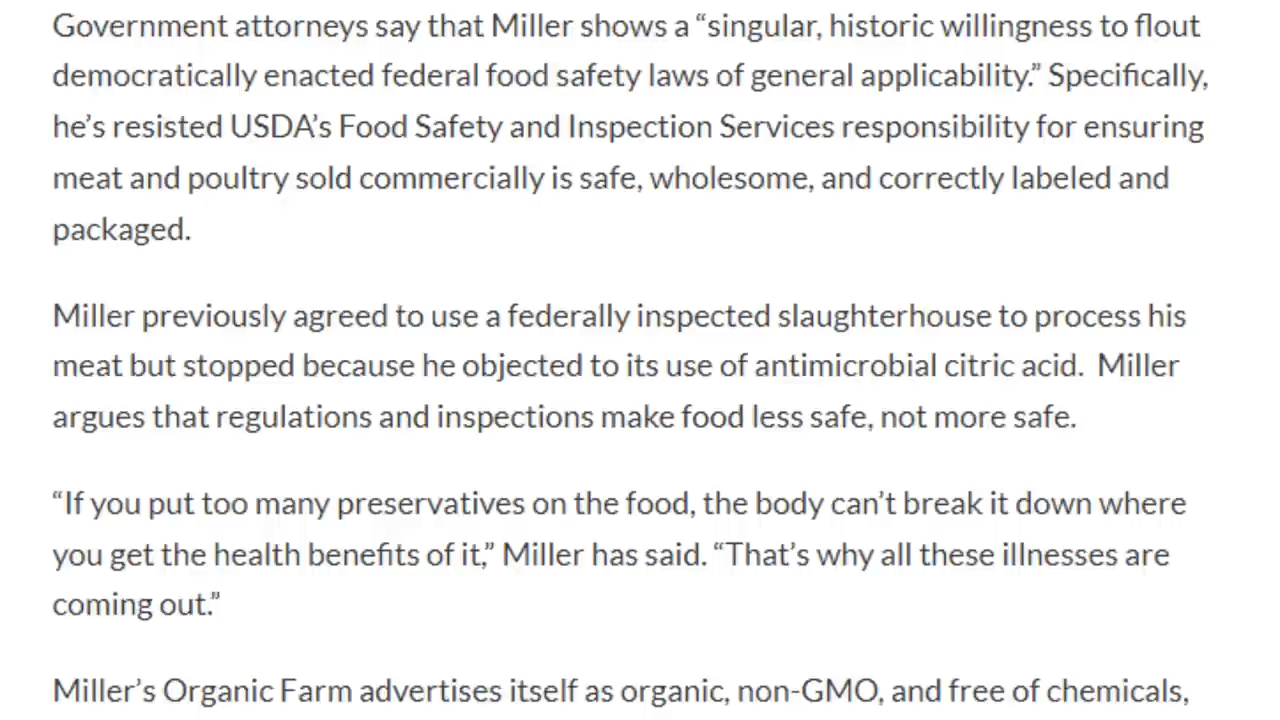 Government attorneys say that Miller shows a “singular, historic willingness to flout
democratically enacted federal food safety laws of general applicability.” Specifically,
he’s resisted USDA’s Food Safety and Inspection Services responsibility for ensuring
meat and poultry sold commercially is safe, wholesome, and correctly labeled and
packaged.
Miller previously agreed to use a federally inspected slaughterhouse to process his
meat but stopped because he objected to its use of antimicrobial citric acid.  Miller
argues that regulations and inspections make food less safe, not more safe.
“If you put too many preservatives on the food, the body can’t break it down where
you get the health benefits of it,” Miller has said. “That’s why all these illnesses are
coming out.”
Miller’s Organic Farm advertises itself as organic, non-GMO, and free of chemicals,